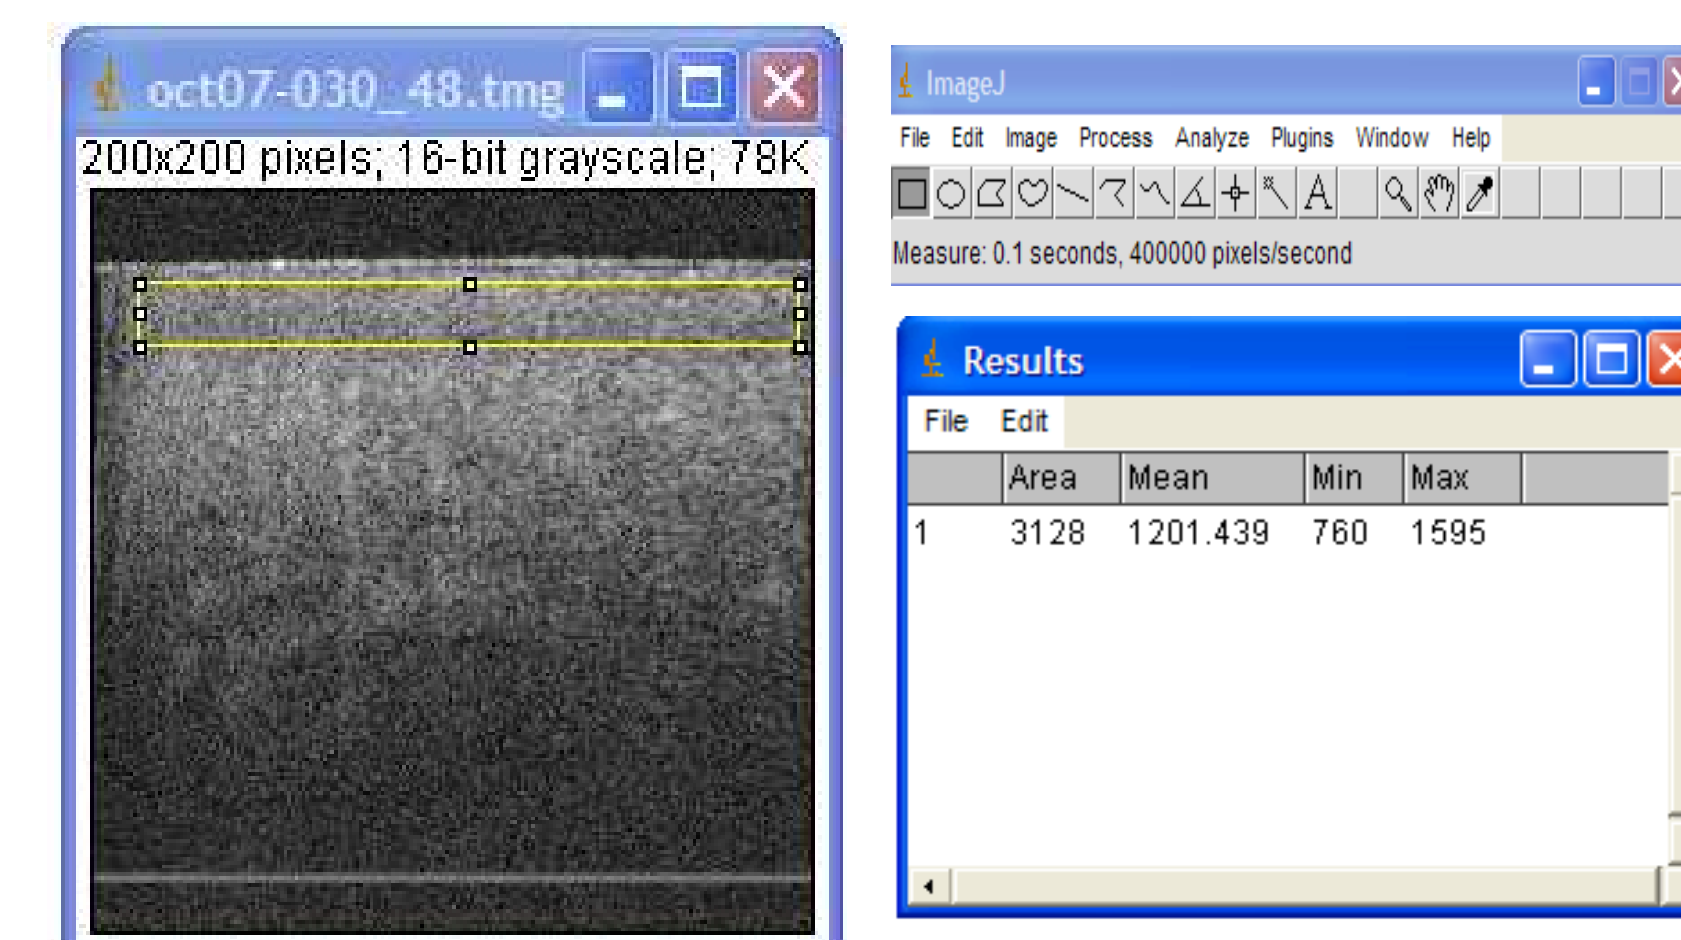 oct07-030_48.tmg
200x200 pixels; 16-bit grayscale; 78K
ImageJ
File Edit Image Process Analyze Plugins Window Help
A
Measure: 0.1 seconds, 400000 pixels/second
Results
File Edit
Area Mean Min Max
1 3128 1201.439 760 1595